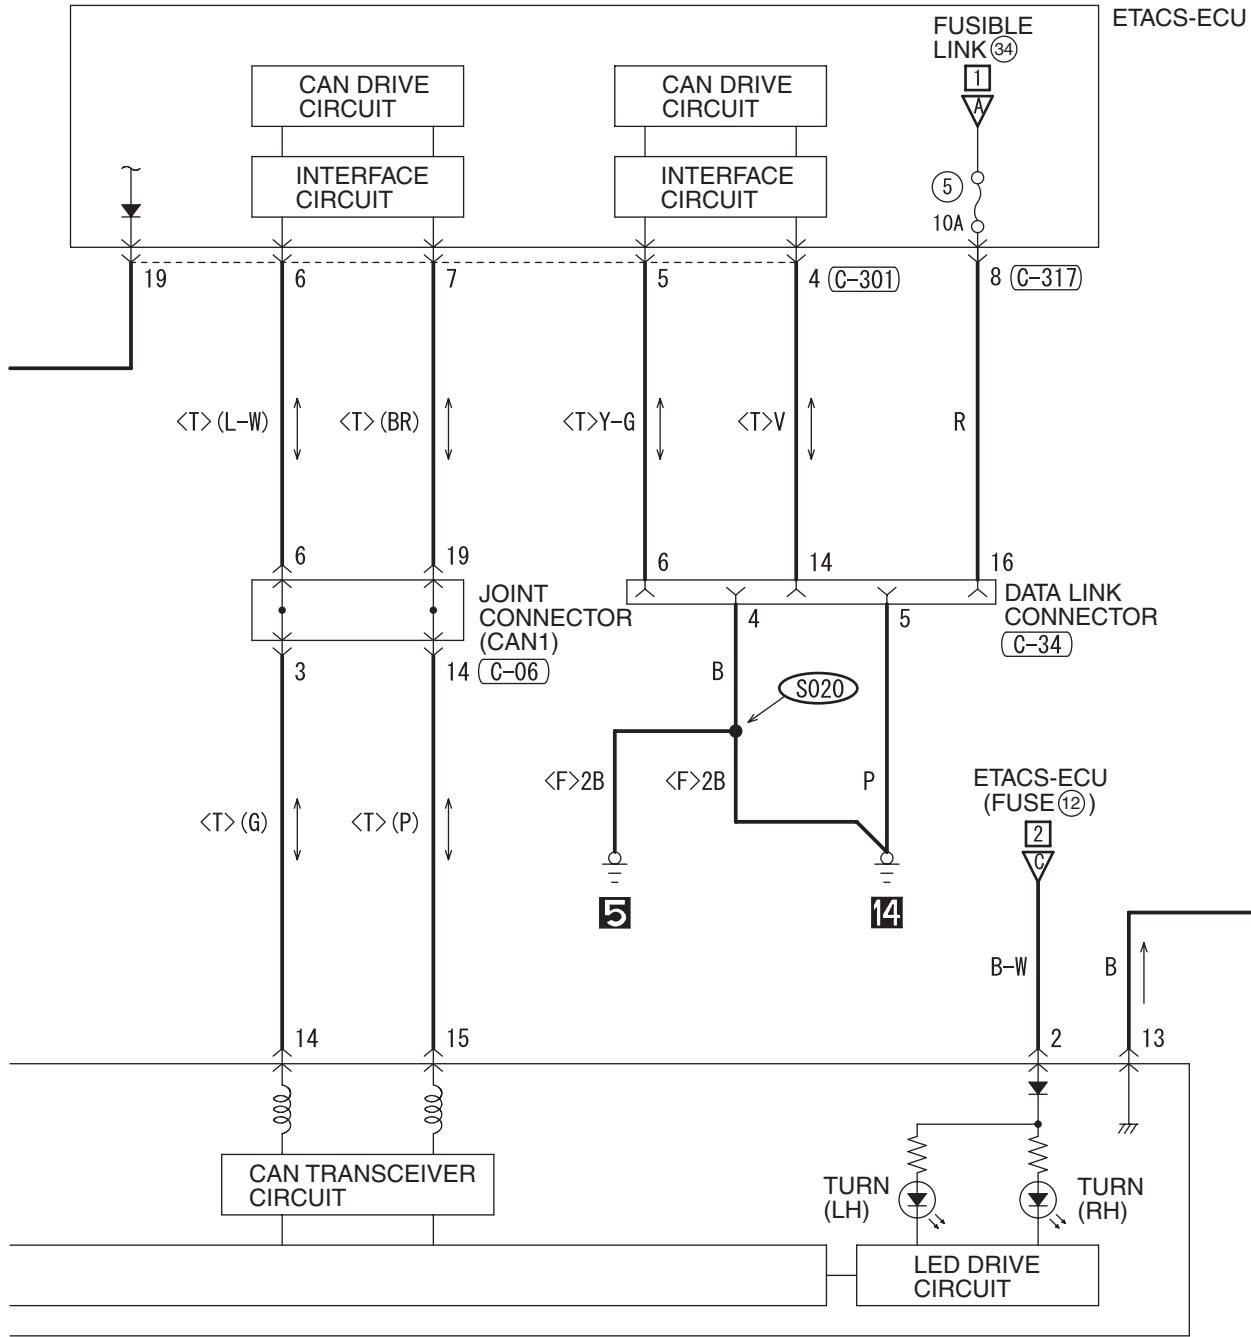 ETACS-ECU
FUSIBLE
LINK 34
1
A
CAN DRIVE
CIRCUIT
CAN DRIVE
CIRCUIT
INTERFACE
CIRCUIT
INTERFACE
CIRCUIT
5
10A
19
6
7
5
4 C-301
8 C-317
<T>(L-W)
<T>(BR)
<T>Y-G
<T>V
R
6
19
6
14
16
JOINT
CONNECTOR
(CAN1)
C-06
DATA LINK
CONNECTOR
C-34
4
5
3
14
B
S020
<F>2B
<F>2B
P
ETACS-ECU
(FUSE 12)
2
C
<T>(G)
<T>(P)
5
14
B-W
B
14
15
2
13
CAN TRANSCEIVER
CIRCUIT
TURN
(LH)
TURN
(RH)
LED DRIVE
CIRCUIT